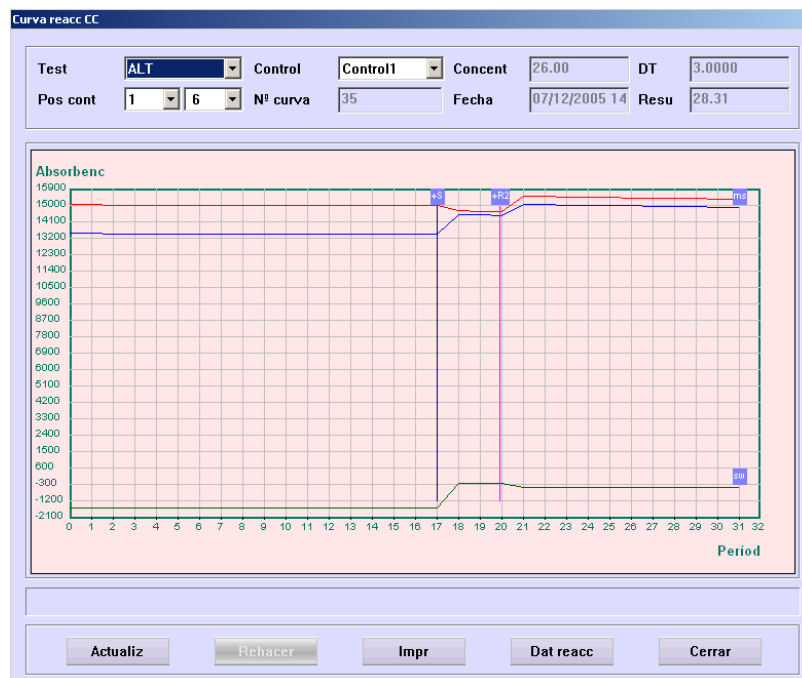 Curva reacc CC
Test ALT Control Control1 Concent 26.00 DT 3.0000
Pos cont 1 6 Nº curva 35 Fecha 07/12/2005 14 Resu 28.31
Absorbenc
15900
15000
14100
13200
12300
11400
10500
9600
8700
7800
6900
6000
5100
4200
3300
2400
1500
600
-300
-1200
-2100
+S +R2 ms
sw
0 1 2 3 4 5 6 7 8 9 10 11 12 13 14 15 16 17 18 19 20 21 22 23 24 25 26 27 28 29 30 31 32
Period
Actualiz Rehacer Impr Dat reacc Cerrar